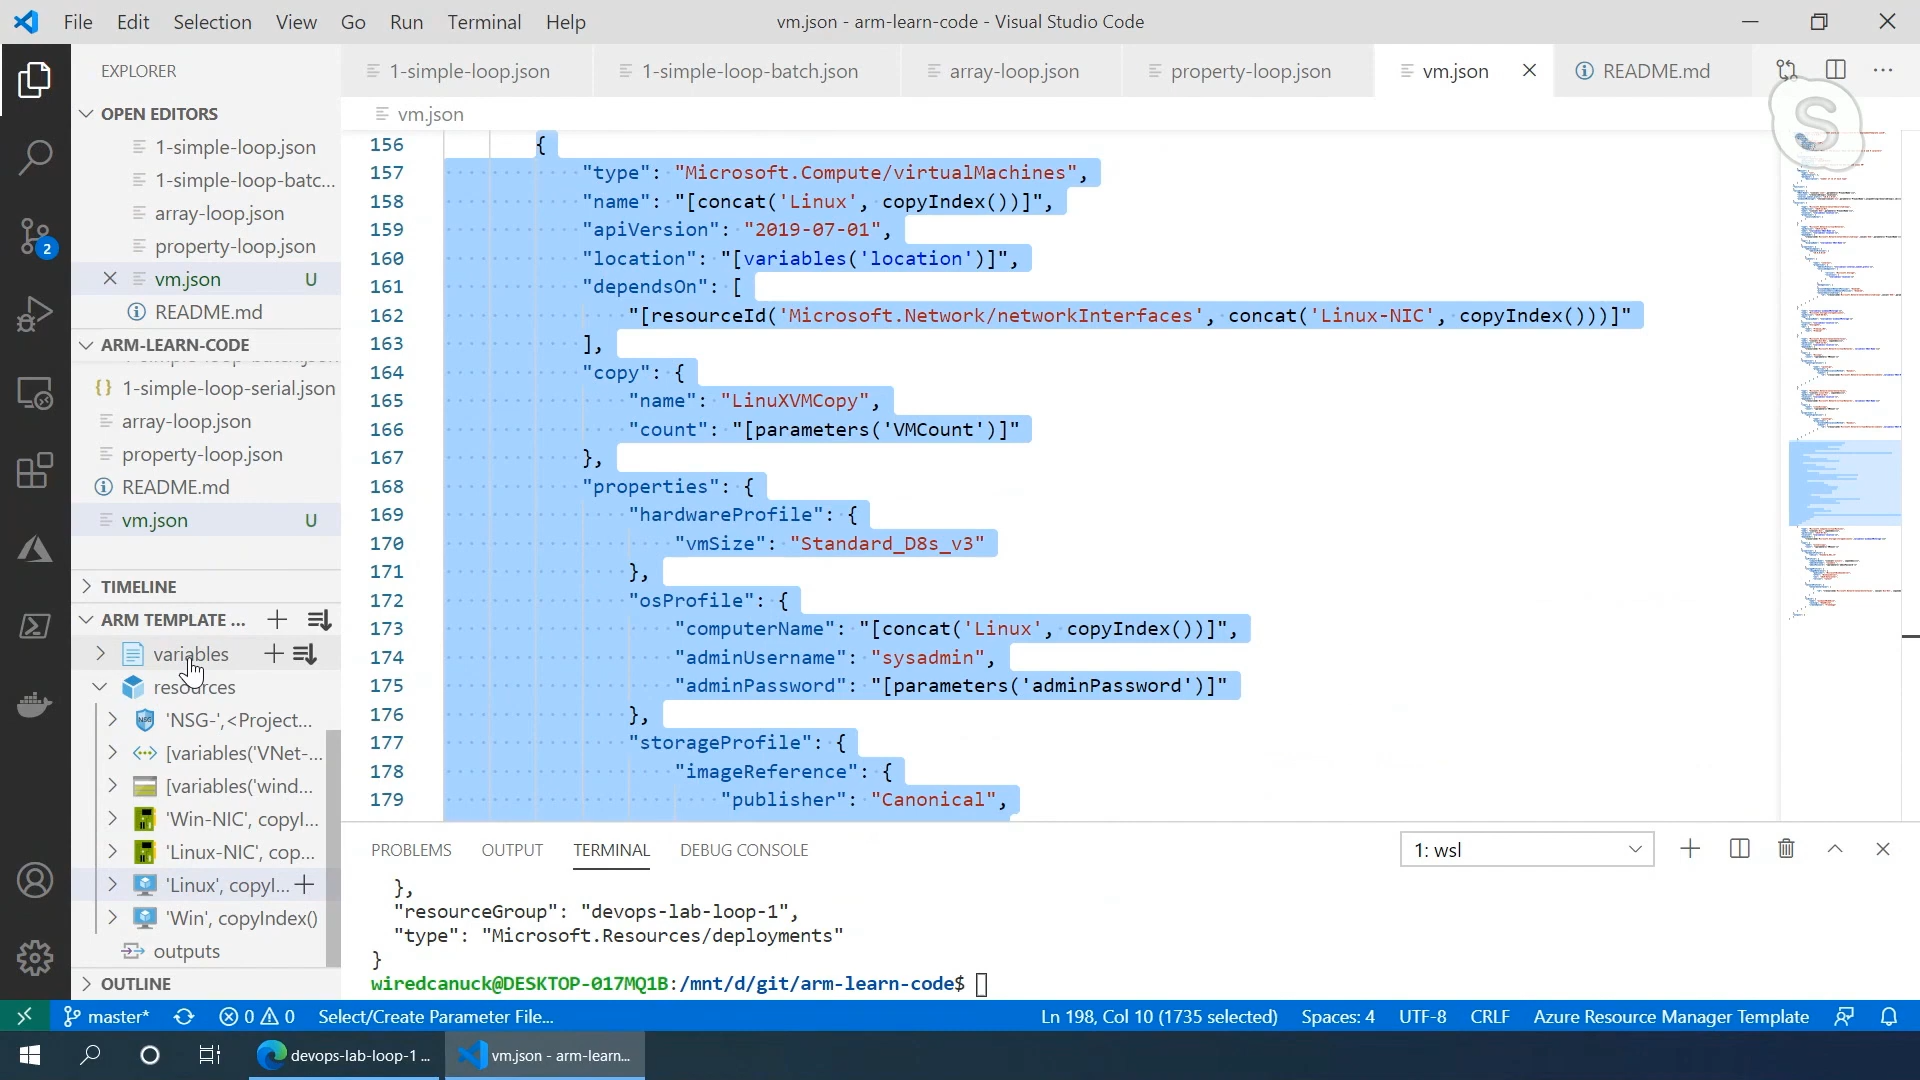 File Edit Selection View Go Run Terminal Help
vm.json - arm-learn-code - Visual Studio Code
EXPLORER
OPEN EDITORS
1-simple-loop.json
1-simple-loop-batc...
array-loop.json
property-loop.json
vm.json U
README.md
ARM-LEARN-CODE
1-simple-loop-serial.json
array-loop.json
property-loop.json
README.md
vm.json U
TIMELINE
ARM TEMPLATE ...
variables
resources
'NSG-',<Project...
[variables('VNet-...
[variables('wind...
'Win-NIC', copyI...
'Linux-NIC', cop...
'Linux', copyI...
'Win', copyIndex()
outputs
OUTLINE
2
1-simple-loop.json 1-simple-loop-batch.json array-loop.json property-loop.json vm.json README.md
vm.json
156 {
157 "type": "Microsoft.Compute/virtualMachines",
158 "name": "[concat('Linux', copyIndex())]",
159 "apiVersion": "2019-07-01",
160 "location": "[variables('location')]",
161 "dependsOn": [
162 "[resourceId('Microsoft.Network/networkInterfaces', concat('Linux-NIC', copyIndex()))]"
163 ],
164 "copy": {
165 "name": "LinuXVMCopy",
166 "count": "[parameters('VMCount')]"
167 },
168 "properties": {
169 "hardwareProfile": {
170 "vmSize": "Standard_D8s_v3"
171 },
172 "osProfile": {
173 "computerName": "[concat('Linux', copyIndex())]",
174 "adminUsername": "sysadmin",
175 "adminPassword": "[parameters('adminPassword')]"
176 },
177 "storageProfile": {
178 "imageReference": {
179 "publisher": "Canonical",
PROBLEMS OUTPUT TERMINAL DEBUG CONSOLE
1: wsl
},
"resourceGroup": "devops-lab-loop-1",
"type": "Microsoft.Resources/deployments"
}
wiredcanuck@DESKTOP-017MQ1B:/mnt/d/git/arm-learn-code$
master* 0 0 Select/Create Parameter File...
Ln 198, Col 10 (1735 selected) Spaces: 4 UTF-8 CRLF Azure Resource Manager Template
devops-lab-loop-1 ... vm.json - arm-learn...